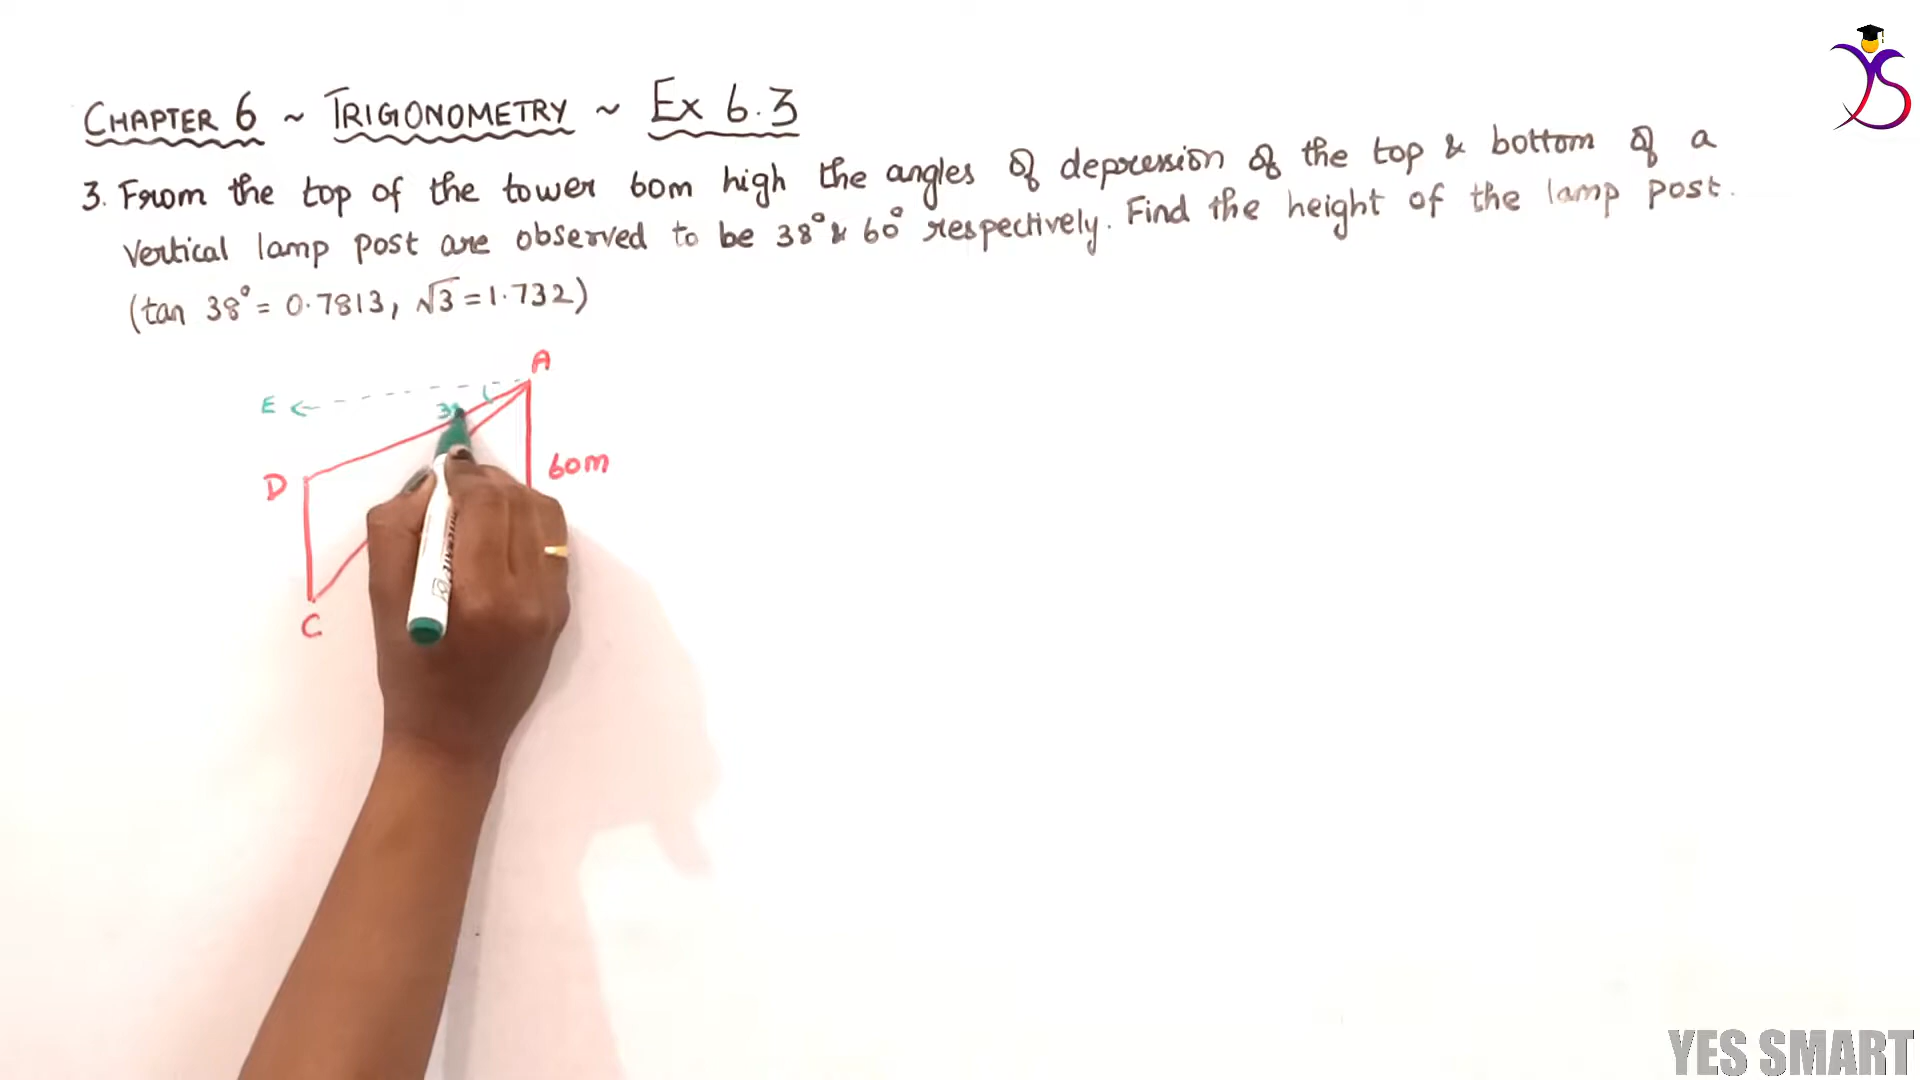 CHAPTER 6 ~ TRIGONOMETRY ~ Ex 6.3
3. From the top of the tower 60m high the angles of depression of the top & bottom of a
vertical lamp post are observed to be 38° & 60° respectively. Find the height of the lamp post.
(tan 38° = 0.7813, √3 = 1.732)
A
E
38
D
60m
C
YS
YES SMART